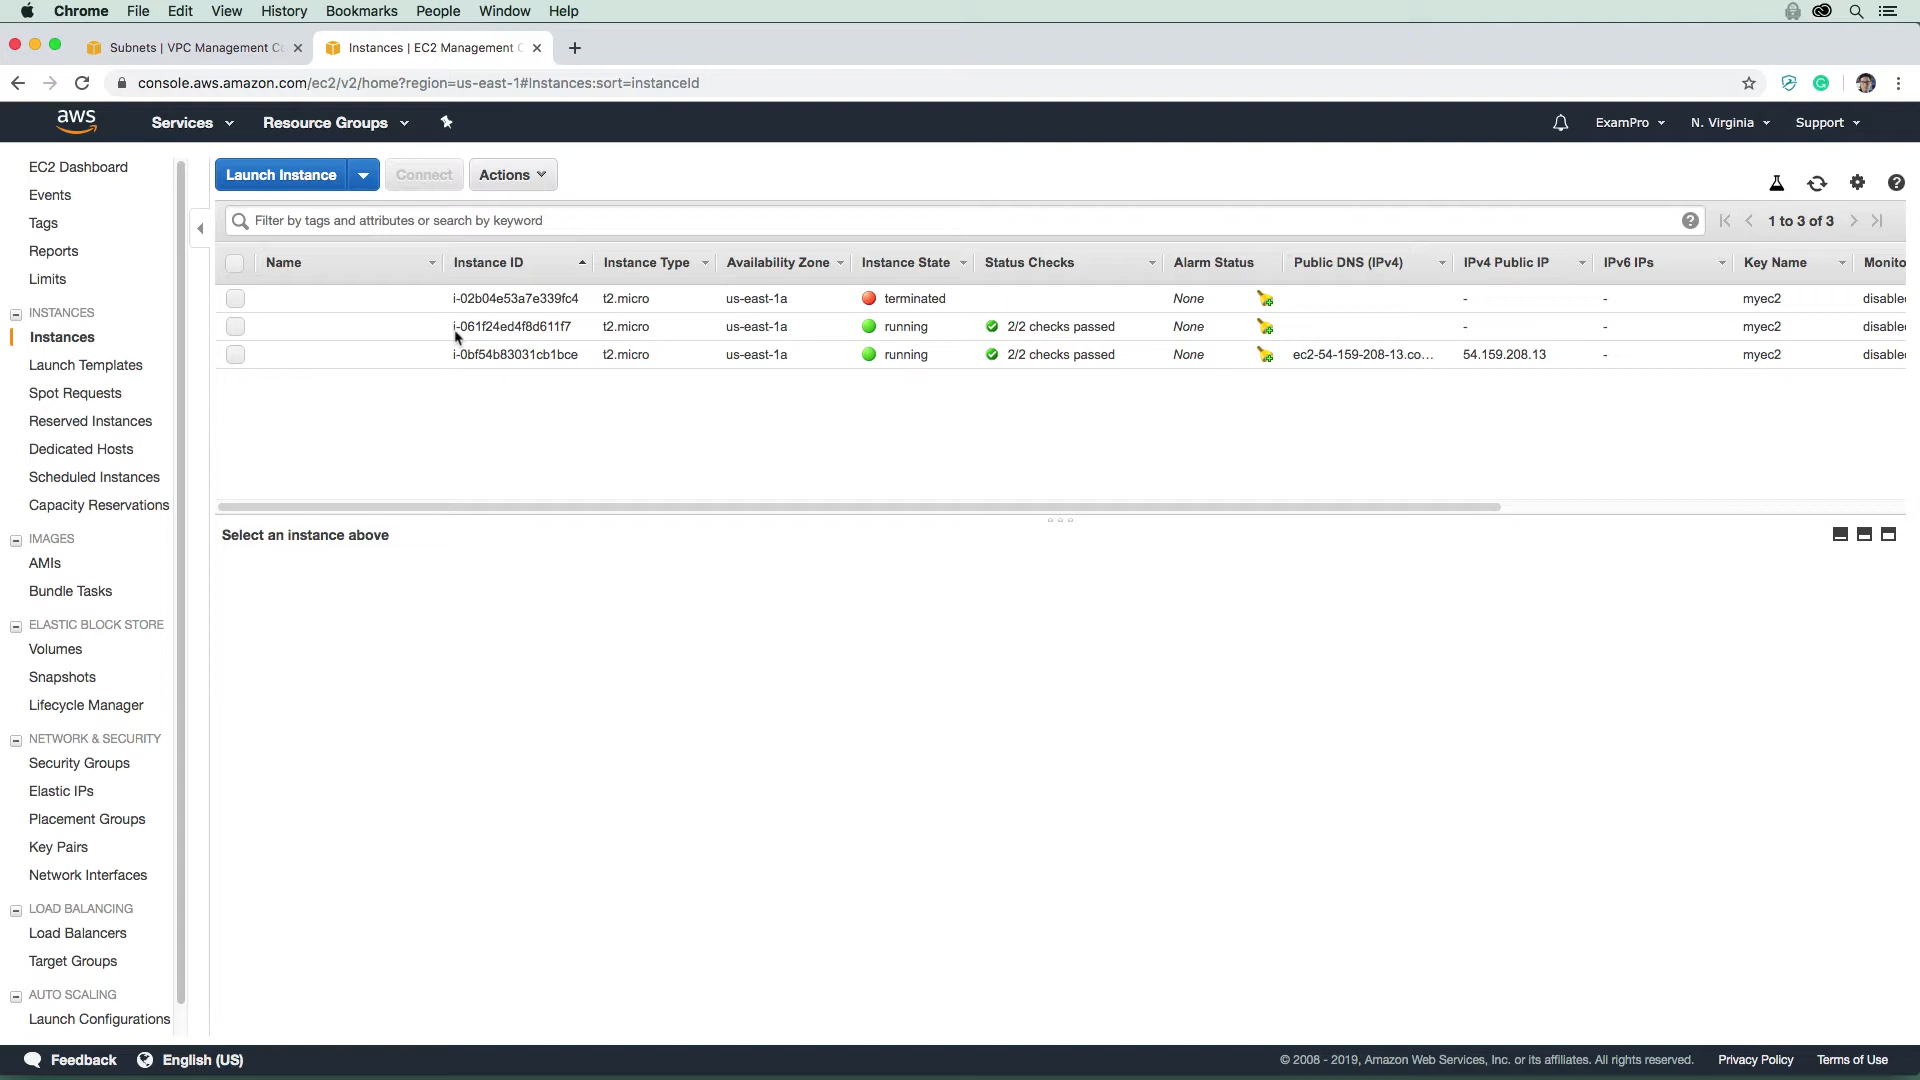 Chrome File Edit View History Bookmarks People Window Help
Subnets | VPC Management Co
Instances | EC2 Management C
console.aws.amazon.com/ec2/v2/home?region=us-east-1#Instances:sort=instanceId
aws Services Resource Groups ExamPro N. Virginia Support
EC2 Dashboard
Events
Tags
Reports
Limits
INSTANCES
Instances
Launch Templates
Spot Requests
Reserved Instances
Dedicated Hosts
Scheduled Instances
Capacity Reservations
IMAGES
AMIs
Bundle Tasks
ELASTIC BLOCK STORE
Volumes
Snapshots
Lifecycle Manager
NETWORK & SECURITY
Security Groups
Elastic IPs
Placement Groups
Key Pairs
Network Interfaces
LOAD BALANCING
Load Balancers
Target Groups
AUTO SCALING
Launch Configurations
Launch Instance Connect Actions
Filter by tags and attributes or search by keyword
1 to 3 of 3
Name Instance ID Instance Type Availability Zone Instance State Status Checks Alarm Status Public DNS (IPv4) IPv4 Public IP IPv6 IPs Key Name Monito
i-02b04e53a7e339fc4 t2.micro us-east-1a terminated None - - myec2 disable
i-061f24ed4f8d611f7 t2.micro us-east-1a running 2/2 checks passed None - - myec2 disable
i-0bf54b83031cb1bce t2.micro us-east-1a running 2/2 checks passed None ec2-54-159-208-13.co... 54.159.208.13 - myec2 disable
Select an instance above
Feedback English (US) © 2008 - 2019, Amazon Web Services, Inc. or its affiliates. All rights reserved. Privacy Policy Terms of Use